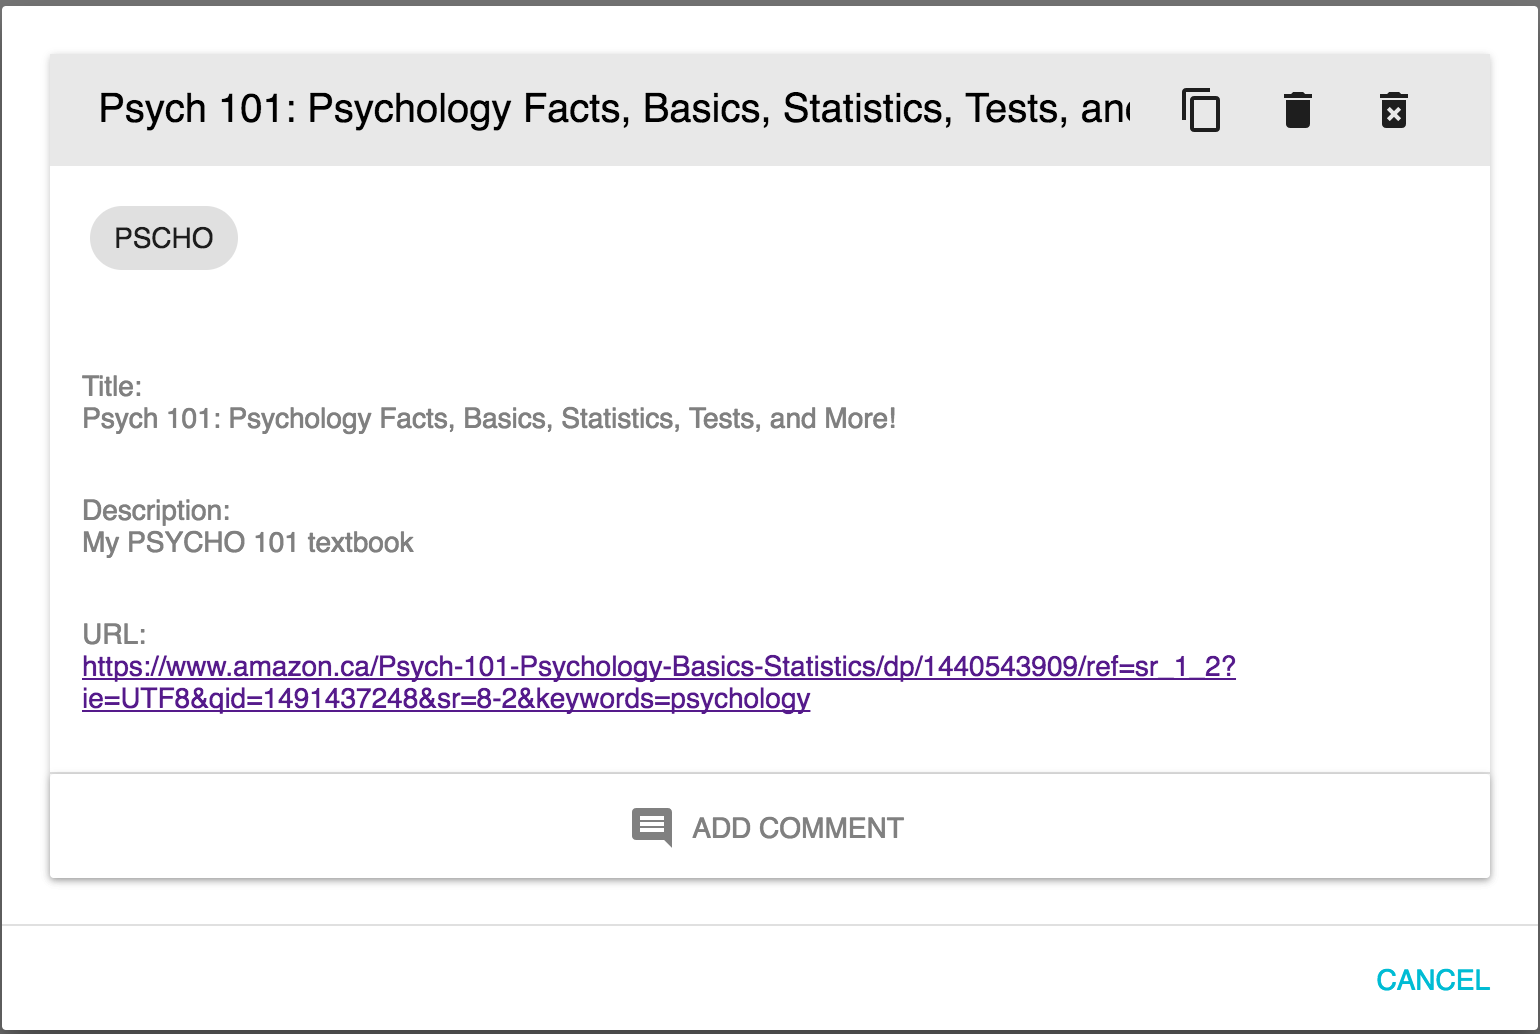 Psych 101: Psychology Facts, Basics, Statistics, Tests, an
PSCHO
Title:
Psych 101: Psychology Facts, Basics, Statistics, Tests, and More!
Description:
My PSYCHO 101 textbook
URL:
https://www.amazon.ca/Psych-101-Psychology-Basics-Statistics/dp/1440543909/ref=sr_1_2?
ie=UTF8&qid=1491437248&sr=8-2&keywords=psychology
ADD COMMENT
CANCEL